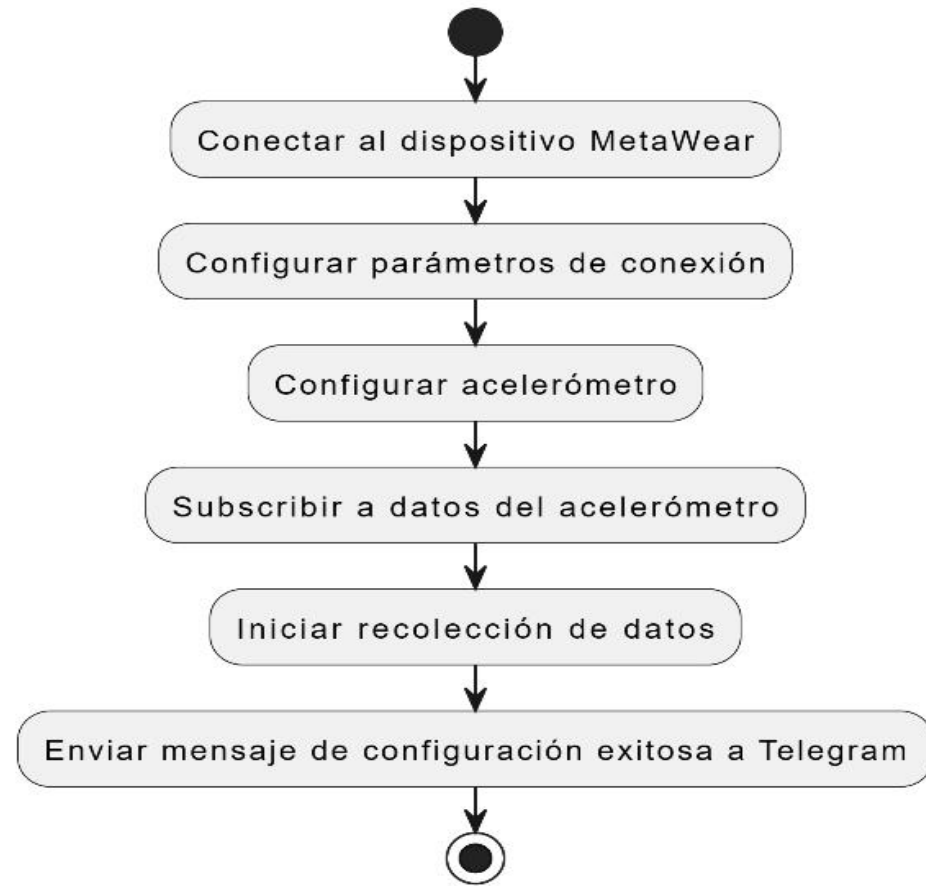 Conectar al dispositivo MetaWear
Configurar parámetros de conexión
Configurar acelerómetro
Subscribir a datos del acelerómetro
Iniciar recolección de datos
Enviar mensaje de configuración exitosa a Telegram